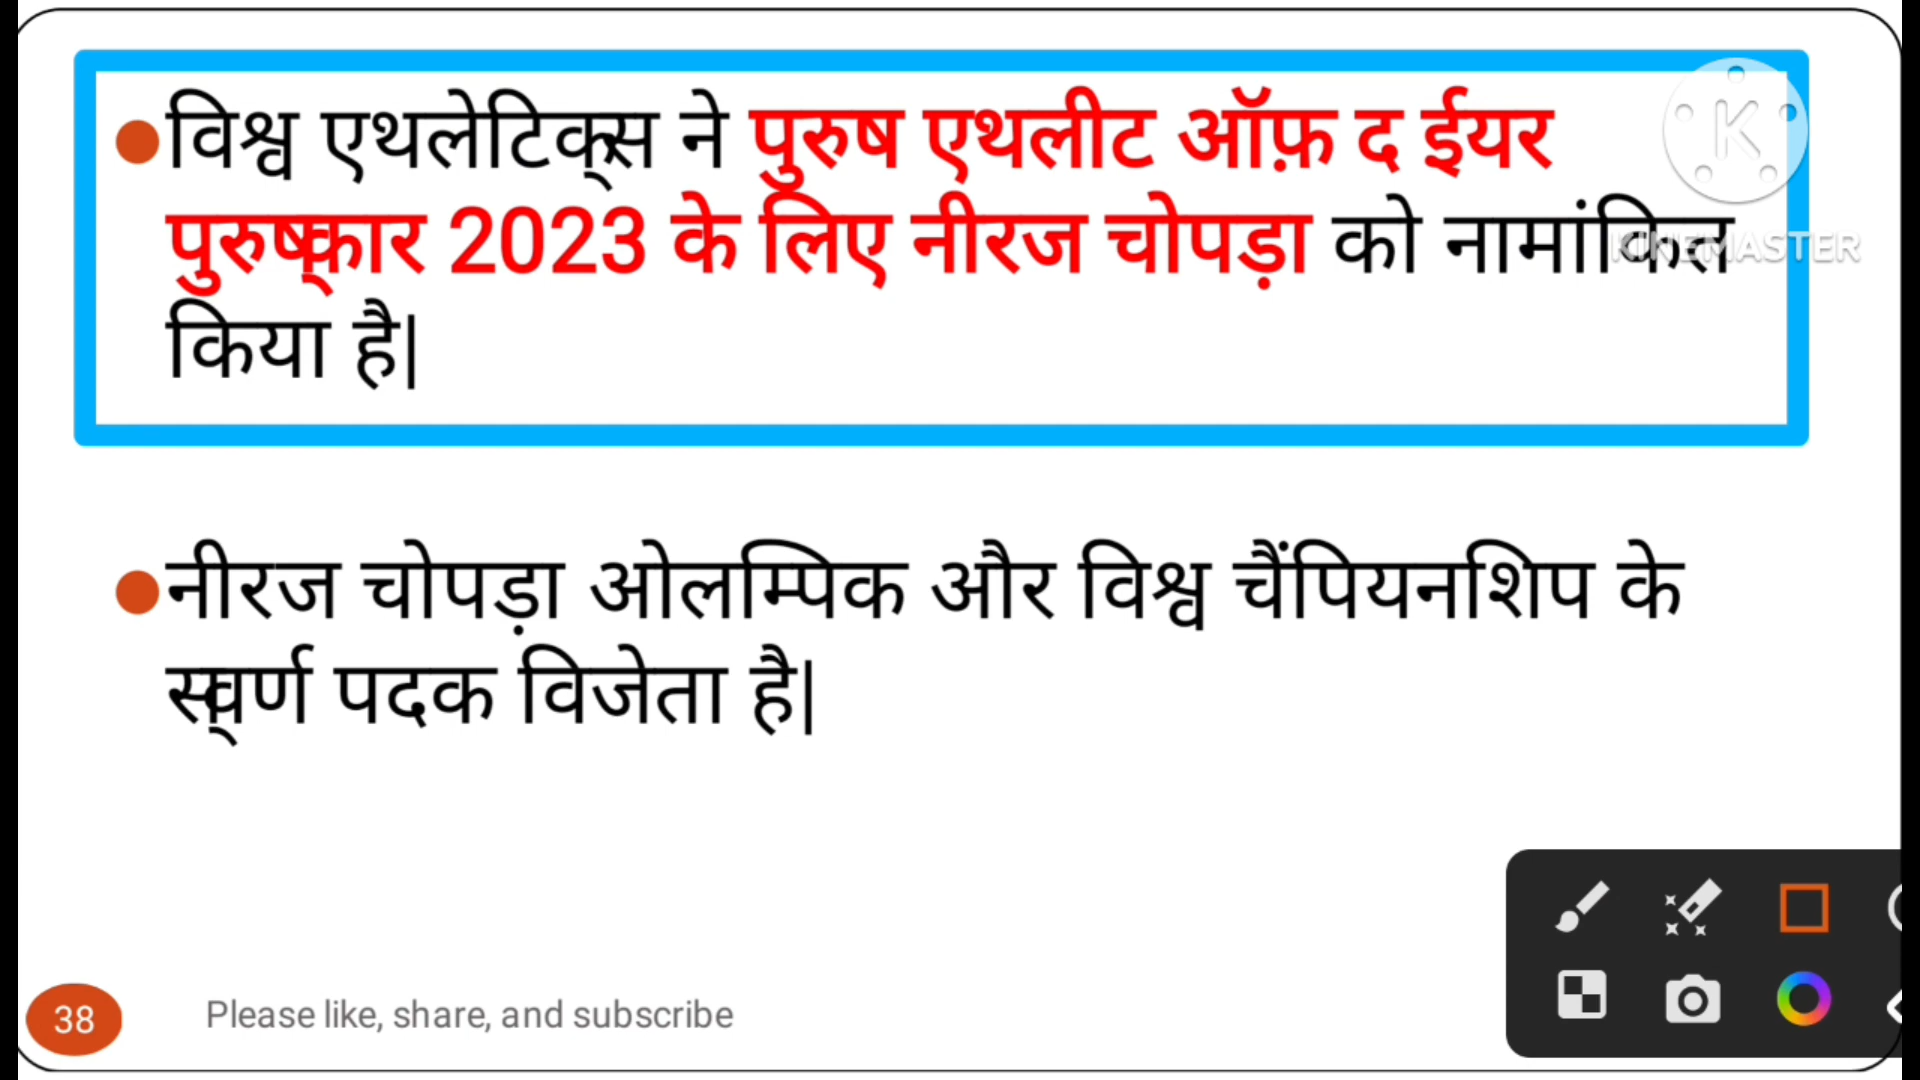 विश्व एथलेटिक्स ने पुरुष एथलीट ऑफ़ द ईयर
पुरुष्कार 2023 के लिए नीरज चोपड़ा को नामांकित
किया है|
KINEMASTER
नीरज चोपड़ा ओलम्पिक और विश्व चैंपियनशिप के
स्वर्ण पदक विजेता है|
38
Please like, share, and subscribe